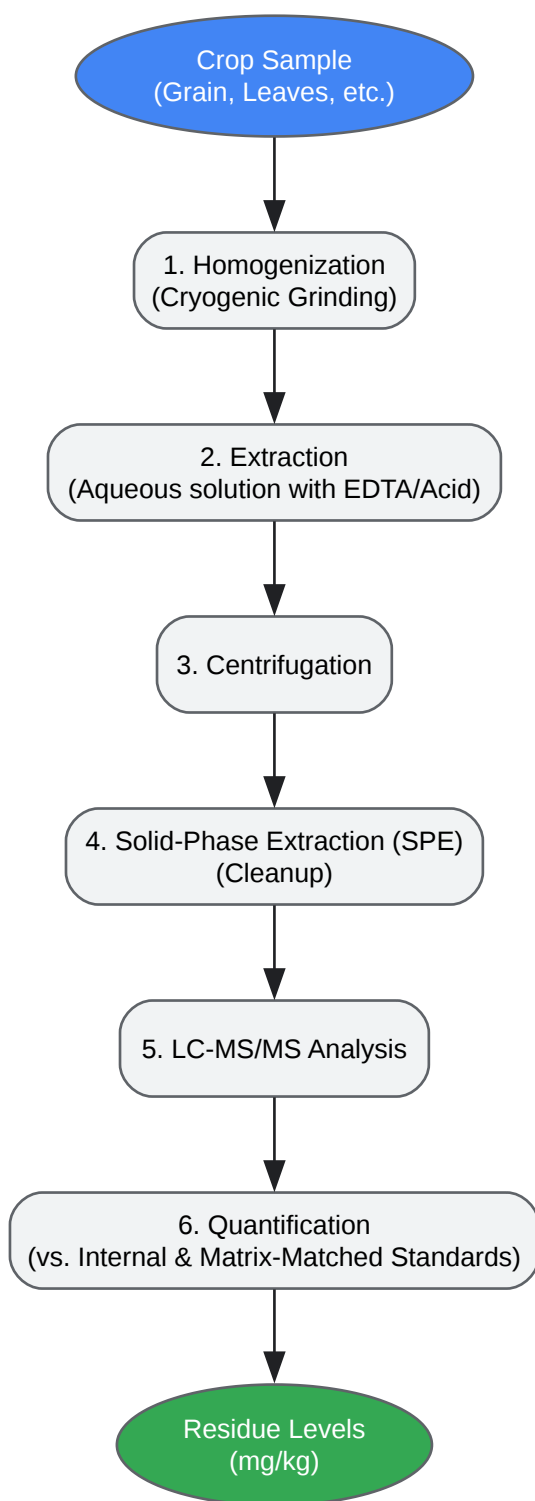 Crop Sample
(Grain, Leaves, etc.)
1. Homogenization
(Cryogenic Grinding)
2. Extraction
(Aqueous solution with EDTA/Acid)
3. Centrifugation
4. Solid-Phase Extraction (SPE)
(Cleanup)
5. LC-MS/MS Analysis
6. Quantification
(vs. Internal & Matrix-Matched Standards)
Residue Levels
(mg/kg)